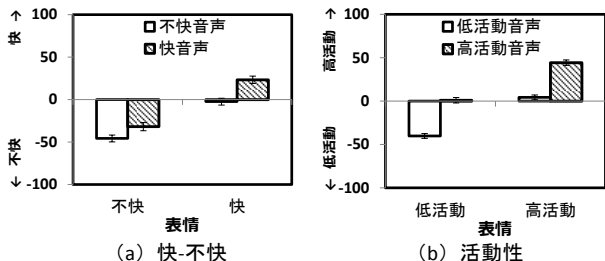 快 →
← 不快
100
50
0
-50
-100
不快音声
快音声
不快
快
表情
(a) 快-不快
高活動 →
← 低活動
100
50
0
-50
-100
低活動音声
高活動音声
低活動
高活動
表情
(b) 活動性